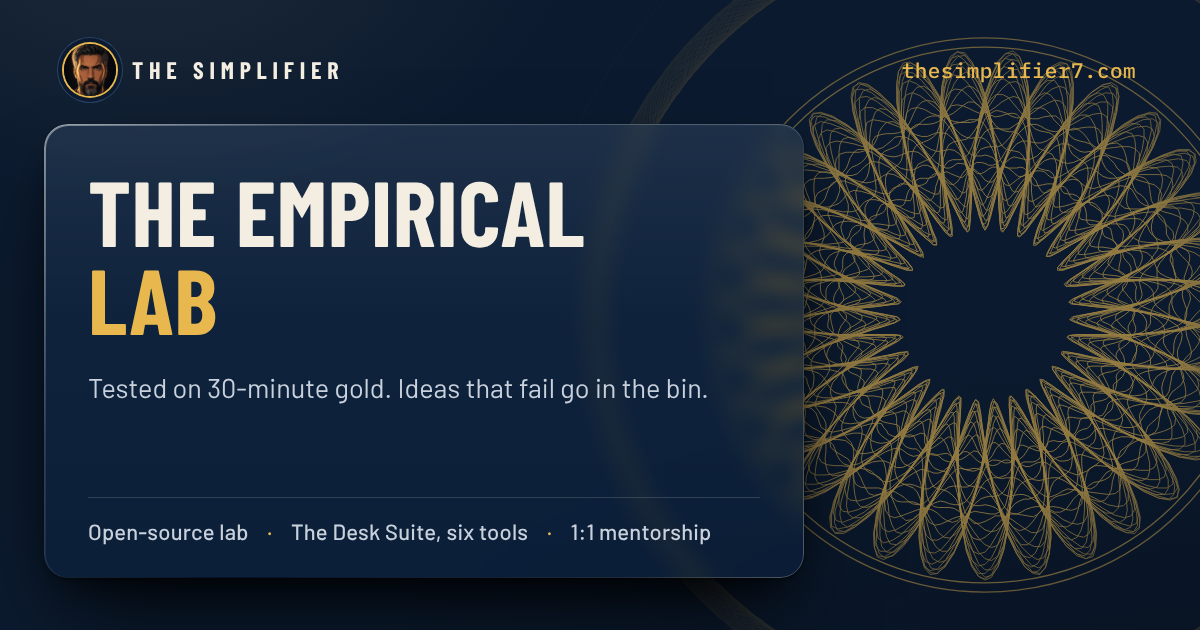 THE SIMPLIFIER
thesimplifier7.com
THE EMPIRICAL
LAB
Tested on 30-minute gold. Ideas that fail go in the bin.
Open-source lab · The Desk Suite, six tools · 1:1 mentorship